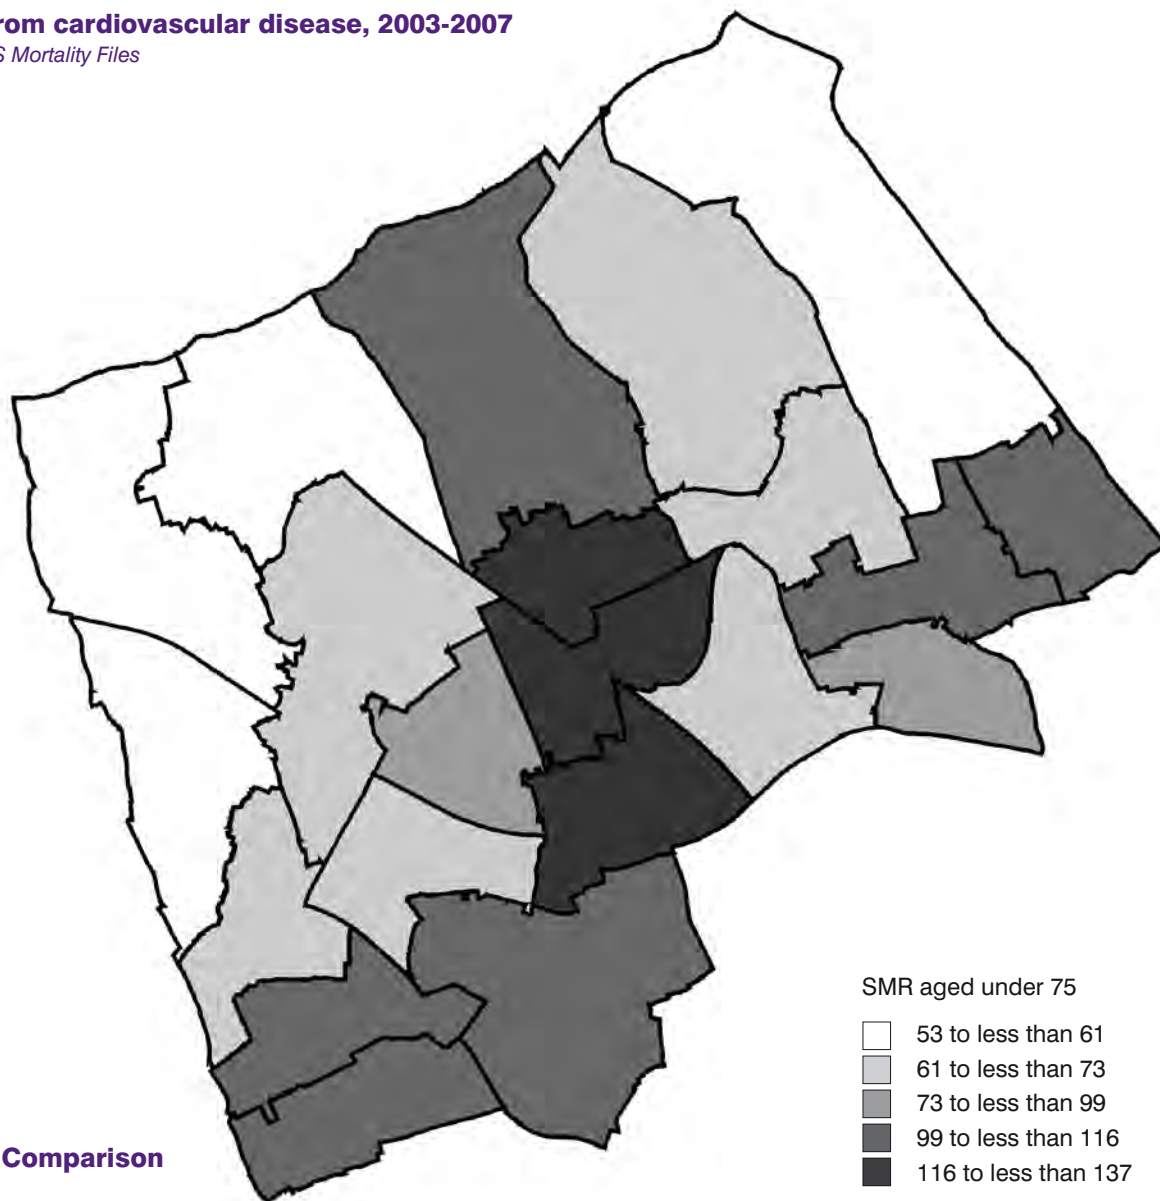 rom cardiovascular disease, 2003-2007
S Mortality Files
SMR aged under 75
53 to less than 61
61 to less than 73
73 to less than 99
99 to less than 116
116 to less than 137
Comparison